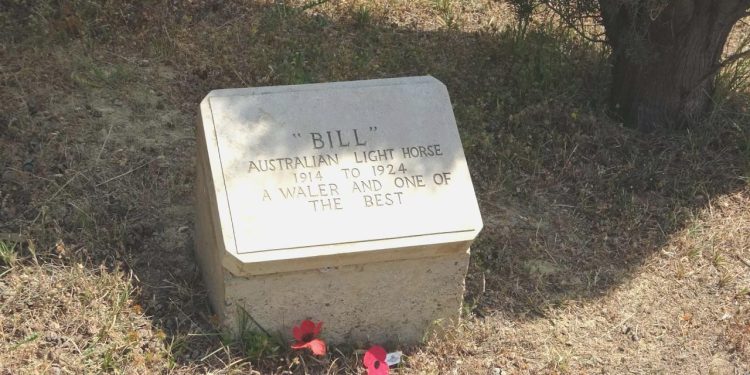 "BILL"
AUSTRALIAN LIGHT HORSE
1914 TO 1924
A WALER AND ONE OF
THE BEST